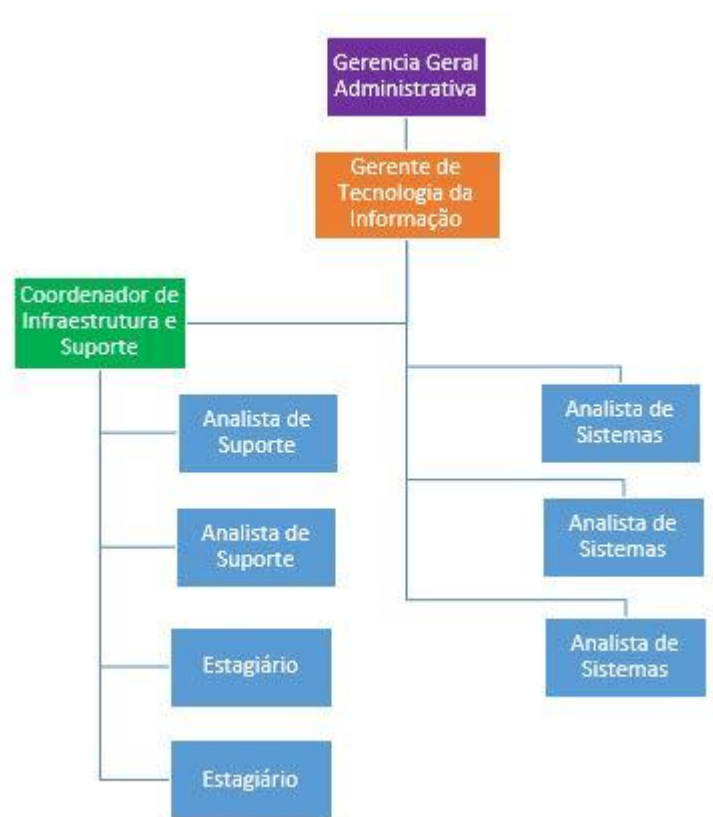 Gerencia Geral
Administrativa
Gerente de
Tecnologia da
Informação
Coordenador de
Infraestrutura e
Suporte
Analista de
Suporte
Analista de
Suporte
Estagiário
Estagiário
Analista de
Sistemas
Analista de
Sistemas
Analista de
Sistemas